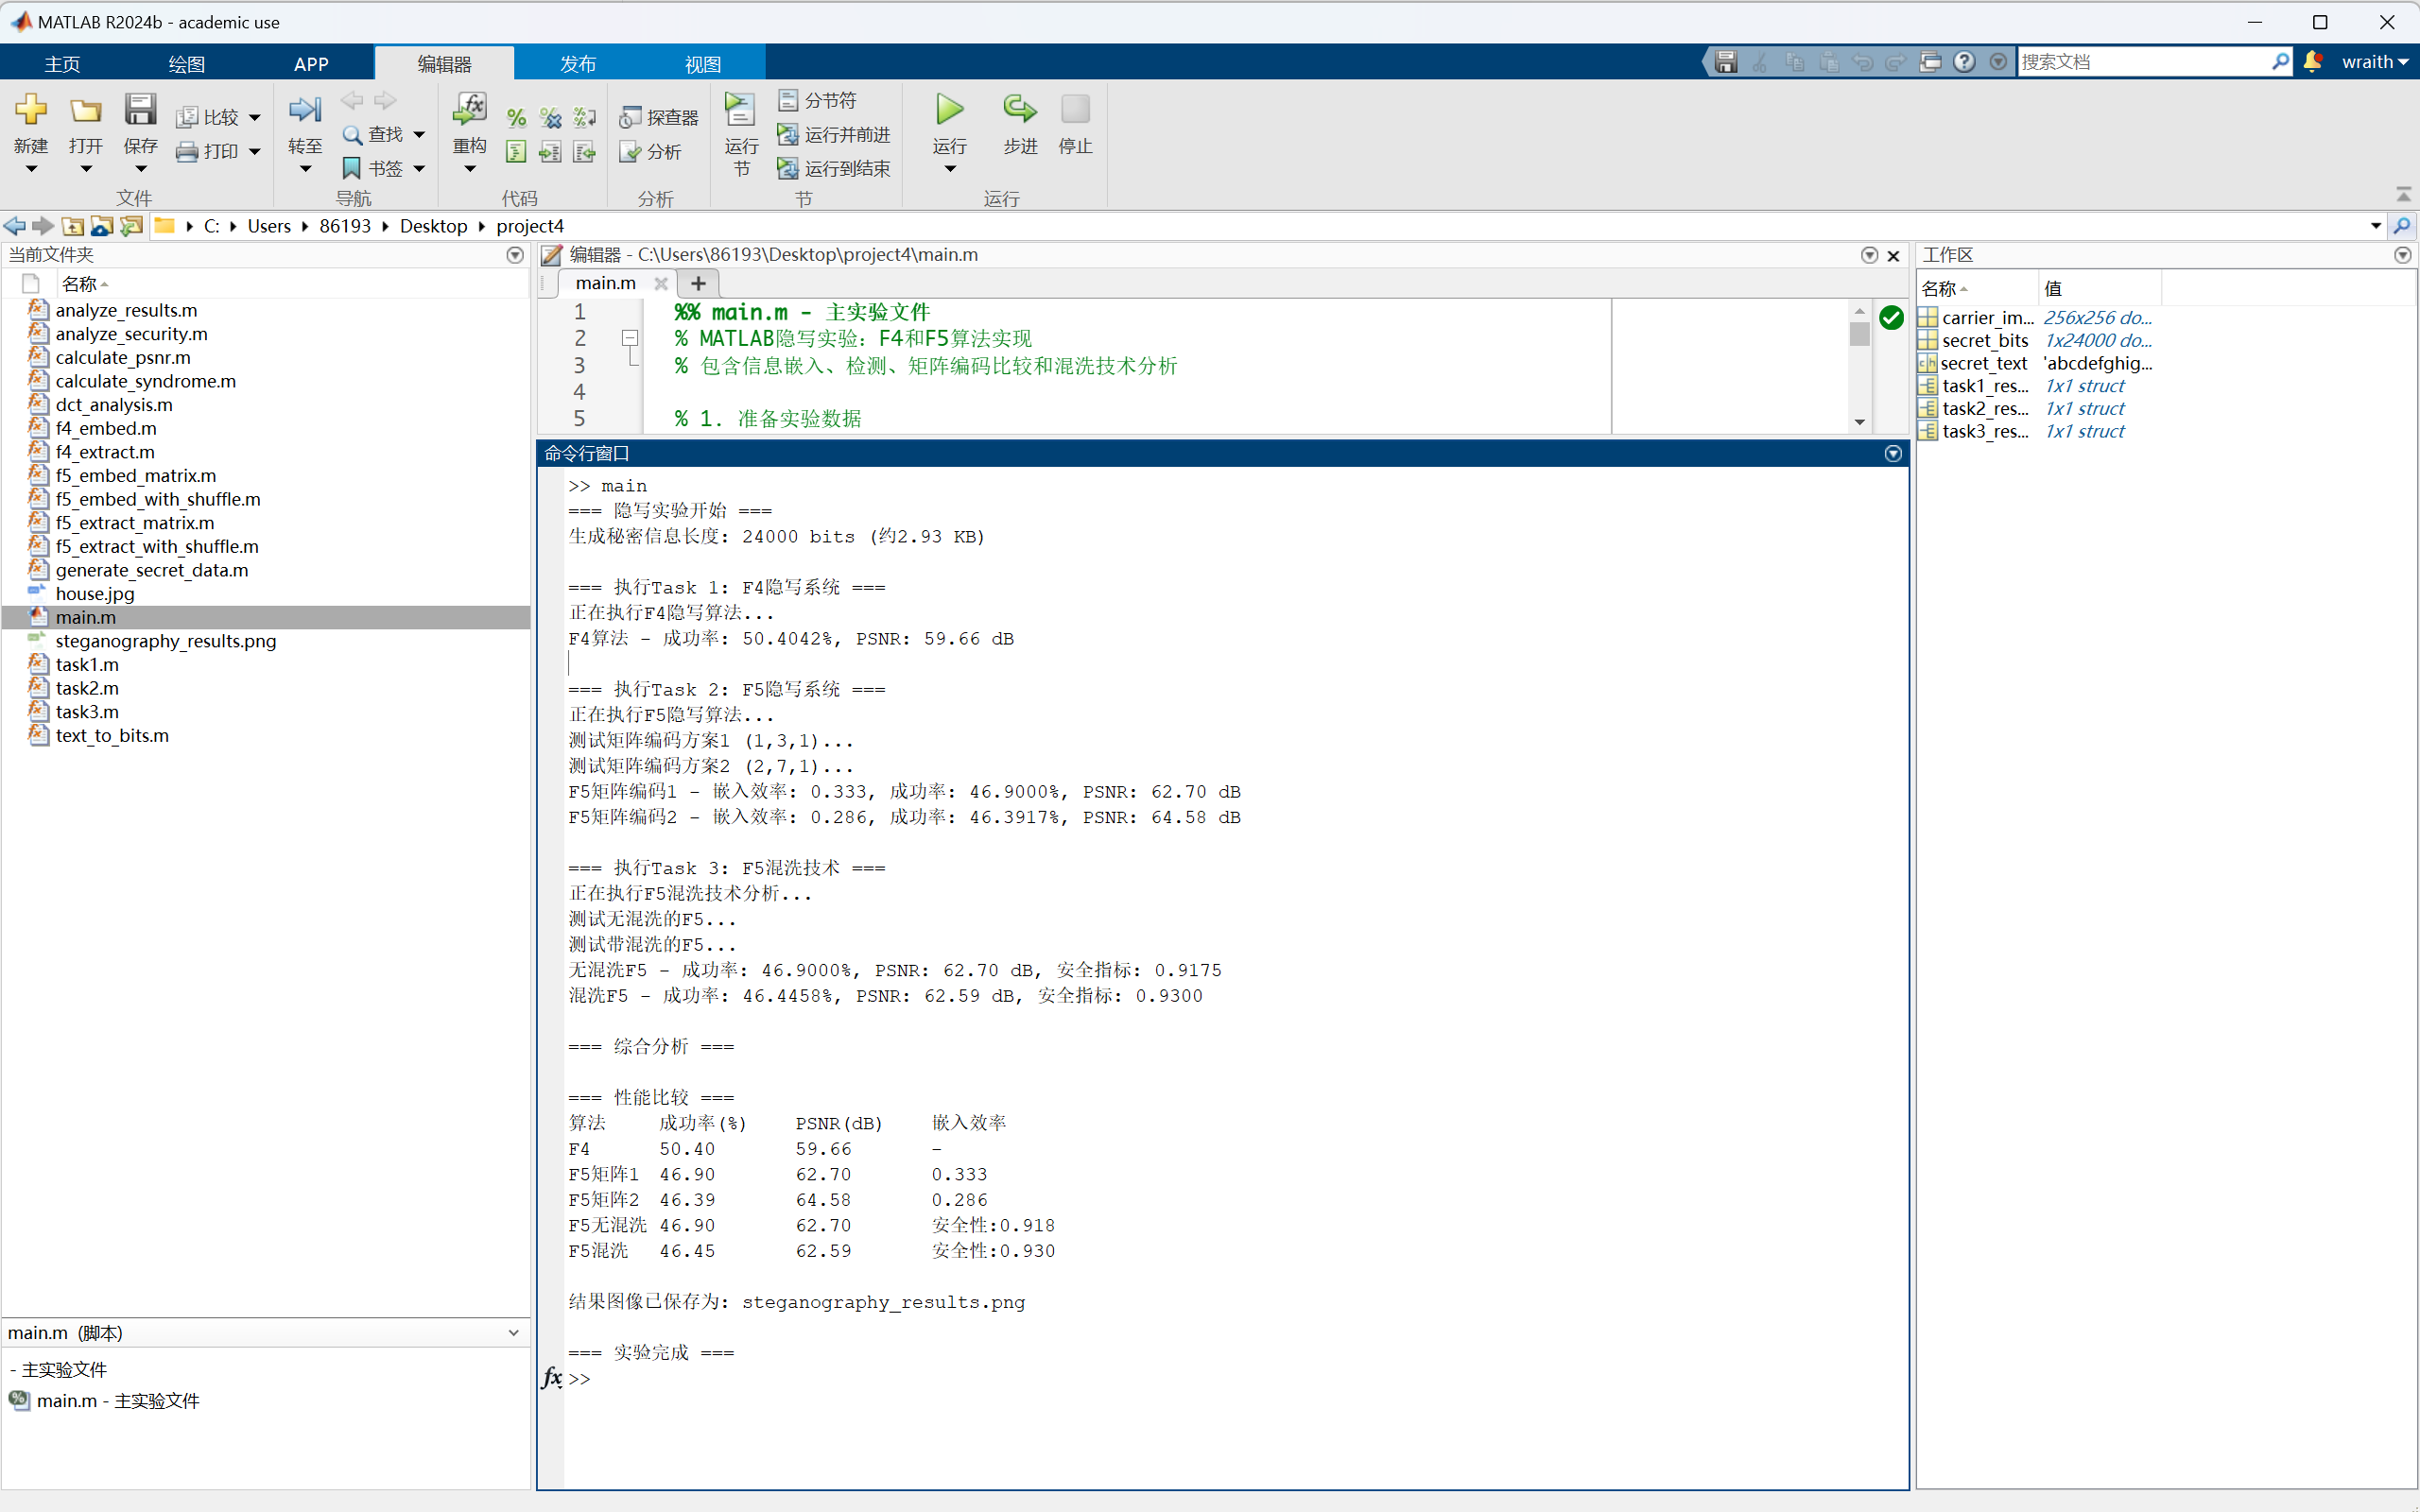 MATLAB R2024b - academic use
主页 绘图 APP 编辑器 发布 视图
搜索文档
wraith
新建 打开 保存 比较 打印
文件
转至 查找 书签
导航
重构
代码
探查器 分析
分析
运行节 分节符 运行并前进 运行到结束
节
运行 步进 停止
运行
C: Users 86193 Desktop project4
当前文件夹
名称
analyze_results.m
analyze_security.m
calculate_psnr.m
calculate_syndrome.m
dct_analysis.m
f4_embed.m
f4_extract.m
f5_embed_matrix.m
f5_embed_with_shuffle.m
f5_extract_matrix.m
f5_extract_with_shuffle.m
generate_secret_data.m
house.jpg
main.m
steganography_results.png
task1.m
task2.m
task3.m
text_to_bits.m
main.m (脚本)
- 主实验文件
main.m - 主实验文件
编辑器 - C:\Users\86193\Desktop\project4\main.m
main.m
1 %% main.m - 主实验文件
2 % MATLAB隐写实验: F4和F5算法实现
3 % 包含信息嵌入、检测、矩阵编码比较和混洗技术分析
4
5 % 1. 准备实验数据
命令行窗口
>> main
=== 隐写实验开始 ===
生成秘密信息长度: 24000 bits (约2.93 KB)
=== 执行Task 1: F4隐写系统 ===
正在执行F4隐写算法...
F4算法 - 成功率: 50.4042%, PSNR: 59.66 dB
=== 执行Task 2: F5隐写系统 ===
正在执行F5隐写算法...
测试矩阵编码方案1 (1,3,1)...
测试矩阵编码方案2 (2,7,1)...
F5矩阵编码1 - 嵌入效率: 0.333, 成功率: 46.9000%, PSNR: 62.70 dB
F5矩阵编码2 - 嵌入效率: 0.286, 成功率: 46.3917%, PSNR: 64.58 dB
=== 执行Task 3: F5混洗技术 ===
正在执行F5混洗技术分析...
测试无混洗的F5...
测试带混洗的F5...
无混洗F5 - 成功率: 46.9000%, PSNR: 62.70 dB, 安全指标: 0.9175
混洗F5 - 成功率: 46.4458%, PSNR: 62.59 dB, 安全指标: 0.9300
=== 综合分析 ===
=== 性能比较 ===
算法 成功率(%) PSNR(dB) 嵌入效率
F4 50.40 59.66 -
F5矩阵1 46.90 62.70 0.333
F5矩阵2 46.39 64.58 0.286
F5无混洗 46.90 62.70 安全性:0.918
F5混洗 46.45 62.59 安全性:0.930
结果图像已保存为: steganography_results.png
=== 实验完成 ===
fx >>
工作区
名称 值
carrier_im... 256x256 do...
secret_bits 1x24000 do...
secret_text 'abcdefghig...
task1_res... 1x1 struct
task2_res... 1x1 struct
task3_res... 1x1 struct